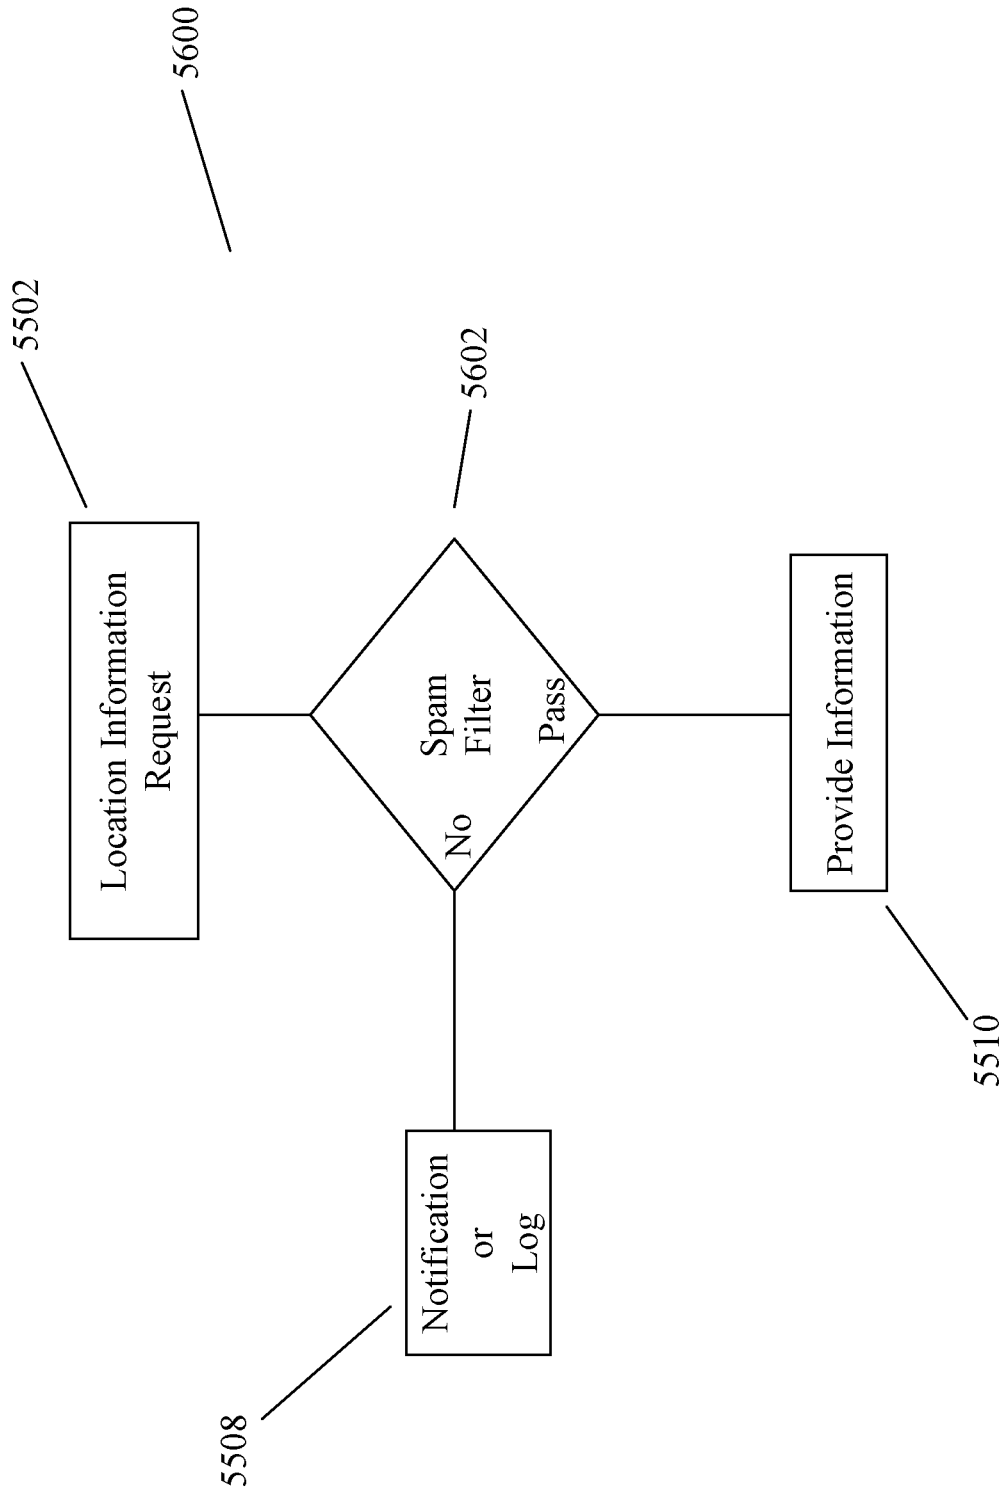 5600
5502
Location Information
Request
5602
Spam
Filter
No
Pass
Notification
or
Log
5508
Provide Information
5510